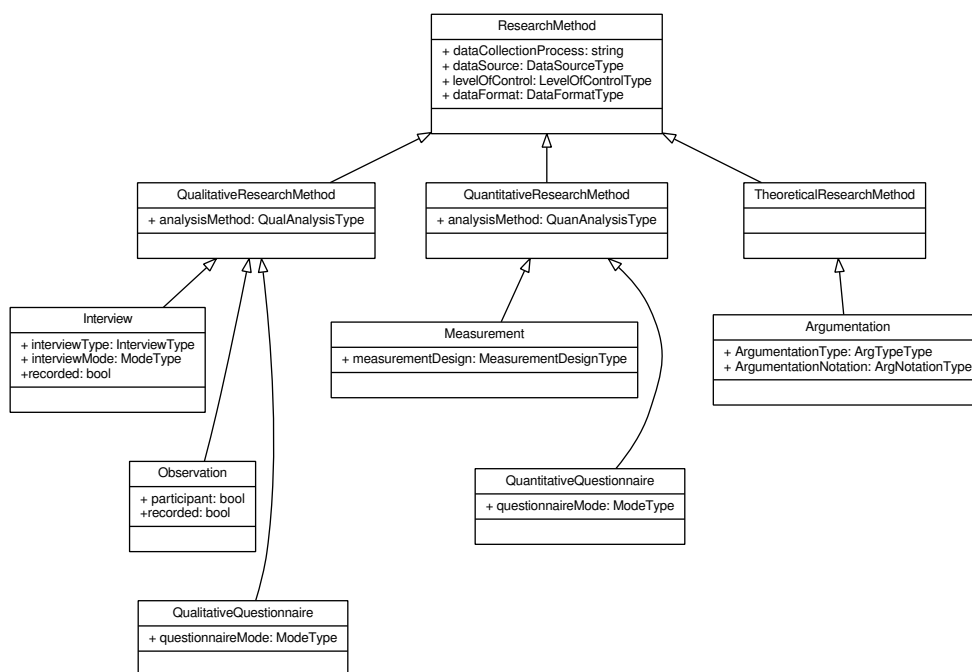 ResearchMethod
+ dataCollectionProcess: string
+ dataSource: DataSourceType
+ levelOfControl: LevelOfControlType
+ dataFormat: DataFormatType
QualitativeResearchMethod
+ analysisMethod: QualAnalysisType
QuantitativeResearchMethod
+ analysisMethod: QuanAnalysisType
TheoreticalResearchMethod
Interview
+ interviewType: InterviewType
+ interviewMode: ModeType
+recorded: bool
Measurement
+ measurementDesign: MeasurementDesignType
Argumentation
+ ArgumentationType: ArgTypeType
+ ArgumentationNotation: ArgNotationType
Observation
+ participant: bool
+recorded: bool
QuantitativeQuestionnaire
+ questionnaireMode: ModeType
QualitativeQuestionnaire
+ questionnaireMode: ModeType